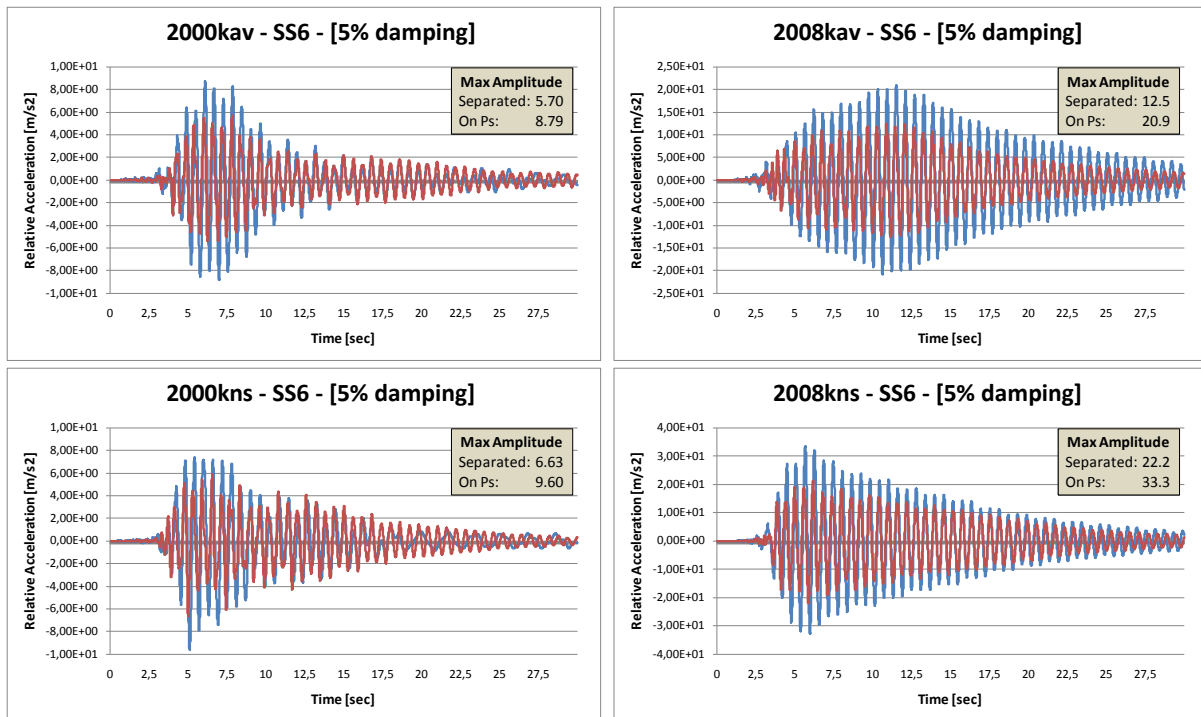 2000kav - SS6 - [5% damping]
Max Amplitude
Separated: 5.70
On Ps: 8.79
Relative Acceleration [m/s2]
1,00E+01
8,00E+00
6,00E+00
4,00E+00
2,00E+00
0,00E+00
-2,00E+00
-4,00E+00
-6,00E+00
-8,00E+00
-1,00E+01
0 2,5 5 7,5 10 12,5 15 17,5 20 22,5 25 27,5
Time [sec]
2008kav - SS6 - [5% damping]
Max Amplitude
Separated: 12.5
On Ps: 20.9
Relative Acceleration [m/s2]
2,50E+01
2,00E+01
1,50E+01
1,00E+01
5,00E+00
0,00E+00
-5,00E+00
-1,00E+01
-1,50E+01
-2,00E+01
-2,50E+01
0 2,5 5 7,5 10 12,5 15 17,5 20 22,5 25 27,5
Time [sec]
2000kns - SS6 - [5% damping]
Max Amplitude
Separated: 6.63
On Ps: 9.60
Relative Acceleration [m/s2]
1,00E+01
8,00E+00
6,00E+00
4,00E+00
2,00E+00
0,00E+00
-2,00E+00
-4,00E+00
-6,00E+00
-8,00E+00
-1,00E+01
0 2,5 5 7,5 10 12,5 15 17,5 20 22,5 25 27,5
Time [sec]
2008kns - SS6 - [5% damping]
Max Amplitude
Separated: 22.2
On Ps: 33.3
Relative Acceleration [m/s2]
4,00E+01
3,00E+01
2,00E+01
1,00E+01
0,00E+00
-1,00E+01
-2,00E+01
-3,00E+01
-4,00E+01
0 2,5 5 7,5 10 12,5 15 17,5 20 22,5 25 27,5
Time [sec]